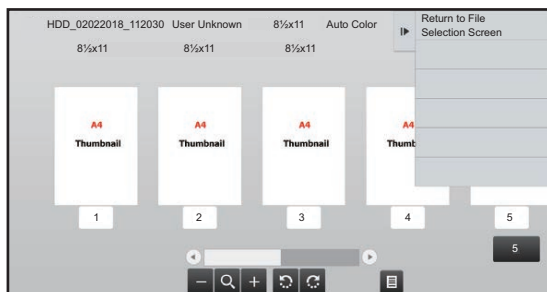 HDD_02022018_112030 User Unknown 8½x11 Auto Color
Return to File
Selection Screen
8½x11 8½x11 8½x11
A4 A4 A4 A4
Thumbnail Thumbnail Thumbnail Thumb
1 2 3 4 5
5